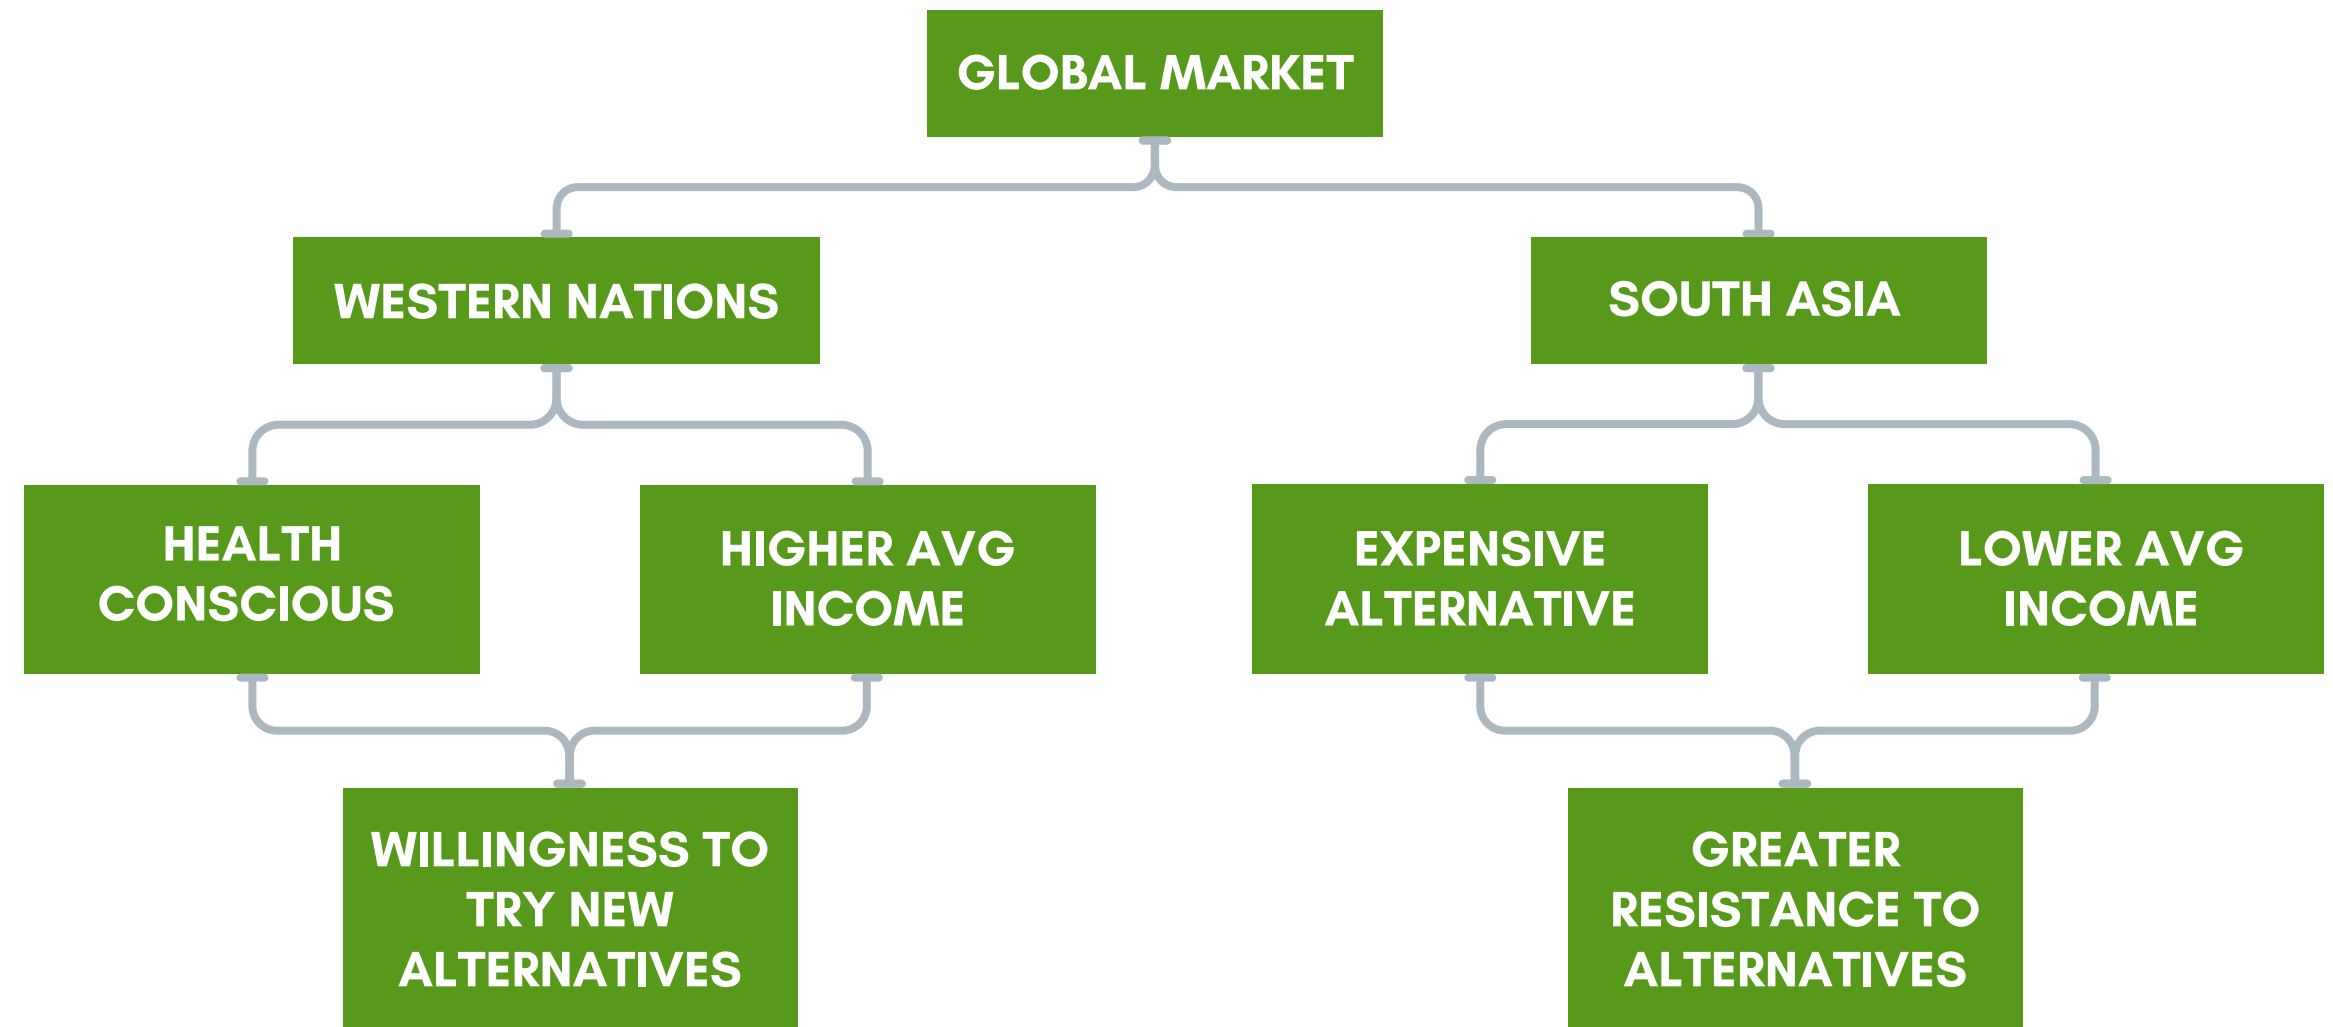 GLOBAL MARKET
WESTERN NATIONS
SOUTH ASIA
HEALTH
CONSCIOUS
HIGHER AVG
INCOME
EXPENSIVE
ALTERNATIVE
LOWER AVG
INCOME
WILLINGNESS TO
TRY NEW
ALTERNATIVES
GREATER
RESISTANCE TO
ALTERNATIVES